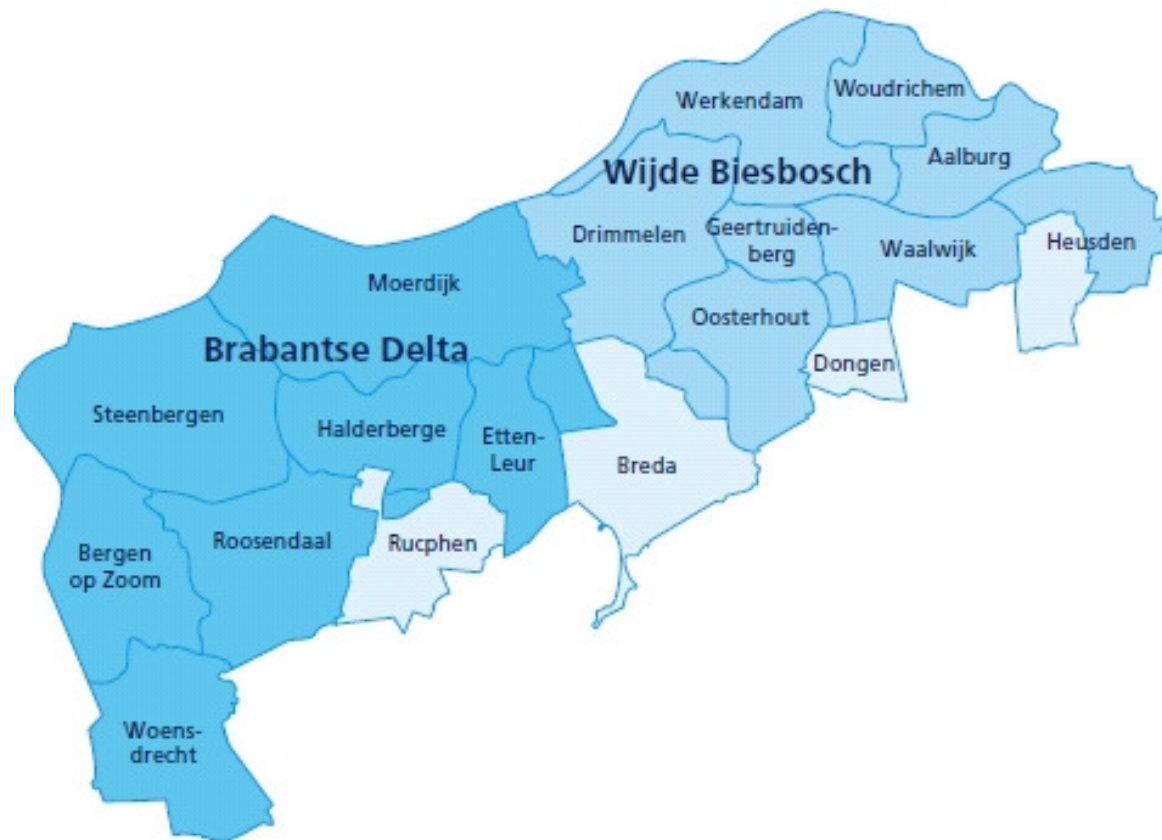 Woudrichem
Werkendam
Aalburg
Wijde Biesbosch
Drimmelen
Geertruiden-
berg
Waalwijk
Heusden
Moerdijk
Oosterhout
Brabantse Delta
Dongen
Steenbergen
Halderberge
Etten-
Leur
Breda
Roosendaal
Rucphen
Bergen
op Zoom
Woens-
drecht